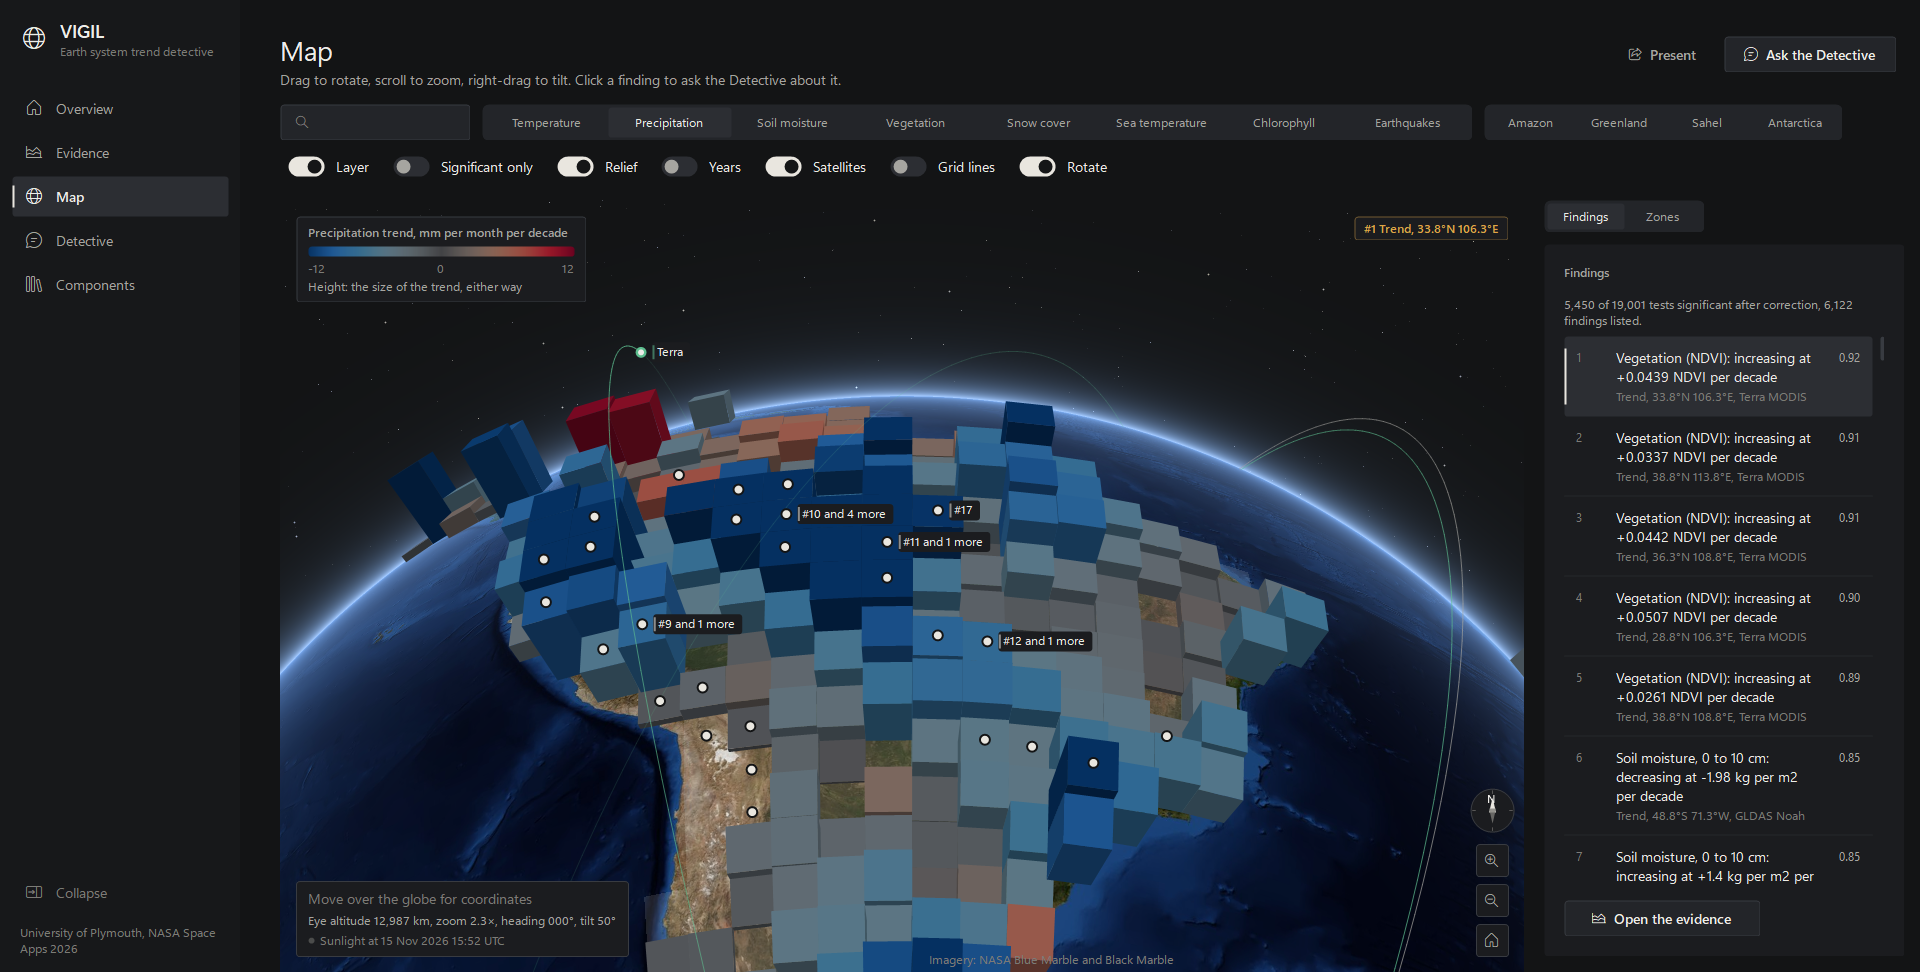 VIGIL
Earth system trend detective
Overview
Evidence
Map
Detective
Components
Collapse
University of Plymouth, NASA Space
Apps 2026
Map
Drag to rotate, scroll to zoom, right-drag to tilt. Click a finding to ask the Detective about it.
Present
Ask the Detective
Temperature
Precipitation
Soil moisture
Vegetation
Snow cover
Sea temperature
Chlorophyll
Earthquakes
Amazon
Greenland
Sahel
Antarctica
Layer
Significant only
Relief
Years
Satellites
Grid lines
Rotate
Precipitation trend, mm per month per decade
-12 0 12
Height: the size of the trend, either way
#1 Trend, 33.8°N 106.3°E
Terra
#10 and 4 more
#17
#11 and 1 more
#9 and 1 more
#12 and 1 more
N
Move over the globe for coordinates
Eye altitude 12,987 km, zoom 2.3×, heading 000°, tilt 50°
Sunlight at 15 Nov 2026 15:52 UTC
Imagery: NASA Blue Marble and Black Marble
Findings
Zones
Findings
5,450 of 19,001 tests significant after correction, 6,122
findings listed.
1 Vegetation (NDVI): increasing at 0.92
+0.0439 NDVI per decade
Trend, 33.8°N 106.3°E, Terra MODIS
2 Vegetation (NDVI): increasing at 0.91
+0.0337 NDVI per decade
Trend, 38.8°N 113.8°E, Terra MODIS
3 Vegetation (NDVI): increasing at 0.91
+0.0442 NDVI per decade
Trend, 36.3°N 108.8°E, Terra MODIS
4 Vegetation (NDVI): increasing at 0.90
+0.0507 NDVI per decade
Trend, 28.8°N 106.3°E, Terra MODIS
5 Vegetation (NDVI): increasing at 0.89
+0.0261 NDVI per decade
Trend, 38.8°N 108.8°E, Terra MODIS
6 Soil moisture, 0 to 10 cm: 0.85
decreasing at -1.98 kg per m2
per decade
Trend, 48.8°S 71.3°W, GLDAS Noah
7 Soil moisture, 0 to 10 cm: 0.85
increasing at +1.4 kg per m2 per
Open the evidence